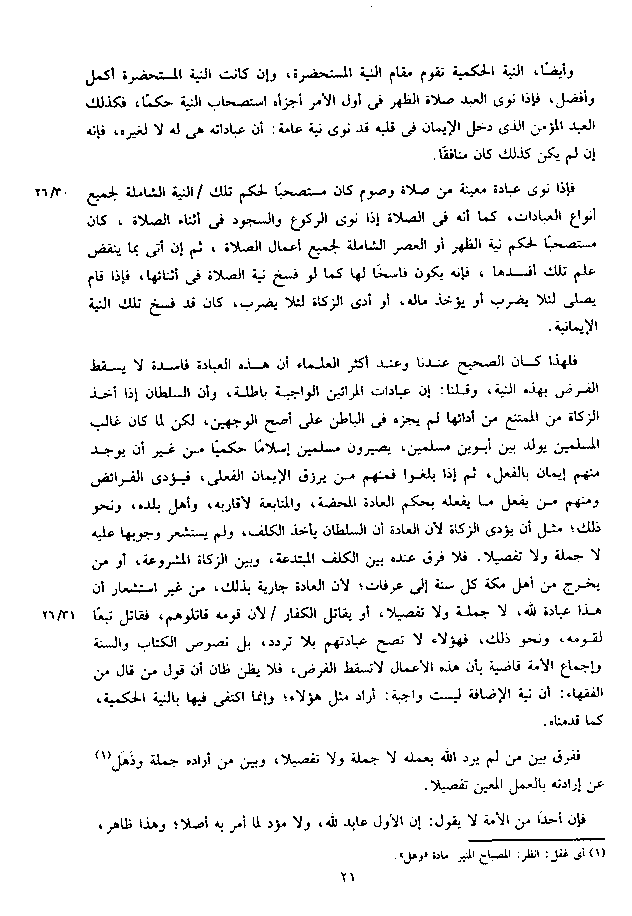 وأيضًا، النية الحكمية تقوم مقام النية المستحضرة، وإن كانت النية المستحضرة أكمل
وأفضل، فإذا نوى العبد صلاة الظهر فى أول الأمر أجزأه استصحاب النية حكمًا، فكذلك
العبد المؤمن الذى دخل الإيمان فى قلبه قد نوى نية عامة: أن عباداته هى له لا لغيره، فإنه
إن لم يكن كذلك كان منافقًا.
فإذا نوى عبادة معينة من صلاة وصوم كان مستصحبًا لحكم تلك /النية الشاملة لجميع ٢٦/٣٠
أنواع العبادات، كما أنه فى الصلاة إذا نوى الركوع والسجود فى أثناء الصلاة ، كان
مستصحبًا لحكم نية الظهر أو العصر الشاملة لجميع أعمال الصلاة ، ثم إن أتى بما ينقض
علم تلك أفسدها ، فإنه يكون فاسخًا لها كما لو فسخ نية الصلاة فى أثنائها، فإذا قام
يصلى لئلا يضرب أو يؤخذ ماله، أو أدى الزكاة لئلا يضرب، كان قد فسخ تلك النية
الإيمانية.
فلهذا كان الصحيح عندنا وعند أكثر العلماء أن هذه العبادة فاسدة لا يسقط
الفرض بهذه النية، وقلنا: إن عبادات المرائين الواجبة باطلة، وأن السلطان إذا أخذ
الزكاة من الممتنع من أدائها لم يجزه فى الباطن على أصح الوجهين، لكن لما كان غالب
المسلمين يولد بين أبوين مسلمين، يصيرون مسلمين إسلامًا حكميًا من غير أن يوجد
منهم إيمان بالفعل، ثم إذا بلغوا فمنهم من يرزق الإيمان الفعلى، فيؤدى الفرائض
ومنهم من يفعل ما يفعله بحكم العادة المحضة، والمتابعة لأقاربه، وأهل بلده، ونحو
ذلك؛ مثل أن يؤدى الزكاة لأن العادة أن السلطان يأخذ الكلف، ولم يستشعر وجوبها عليه
لا جملة ولا تفصيلا. فلا فرق عنده بين الكلف المبتدعة، وبين الزكاة المشروعة، أو من
يخرج من أهل مكة كل سنة إلى عرفات؛ لأن العادة جارية بذلك، من غير استشعار أن
هذا عبادة لله، لا جملة ولا تفصيلا، أو يقاتل الكفار /لأن قومه قاتلوهم، فقاتل تبعًا ٢٦/٣١
لقومه، ونحو ذلك، فهؤلاء لا تصح عبادتهم بلا تردد، بل نصوص الكتاب والسنة
وإجماع الأمة قاضية بأن هذه الأعمال لاتسقط الفرض، فلا يظن ظان أن قول من قال من
الفقهاء: أن نية الإضافة ليست واجبة: أراد مثل هؤلاء؛ وإنما اكتفى فيها بالنية الحكمية،
كما قدمناه.
ففرق بين من لم يرد الله بعمله لا جملة ولا تفصيلا، وبين من أراده جملة وذَهَل(١)
عن إرادته بالعمل المعين تفصيلا.
فإن أحدًا من الأمة لا يقول: إن الأول عابد لله، ولا مؤد لما أمر به أصلا؛ وهذا ظاهر،
(١) أى غفل: انظر: المصباح المنير مادة «وهل».
٢١